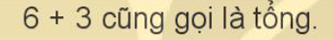 6 + 3 cũng gọi là tổng.